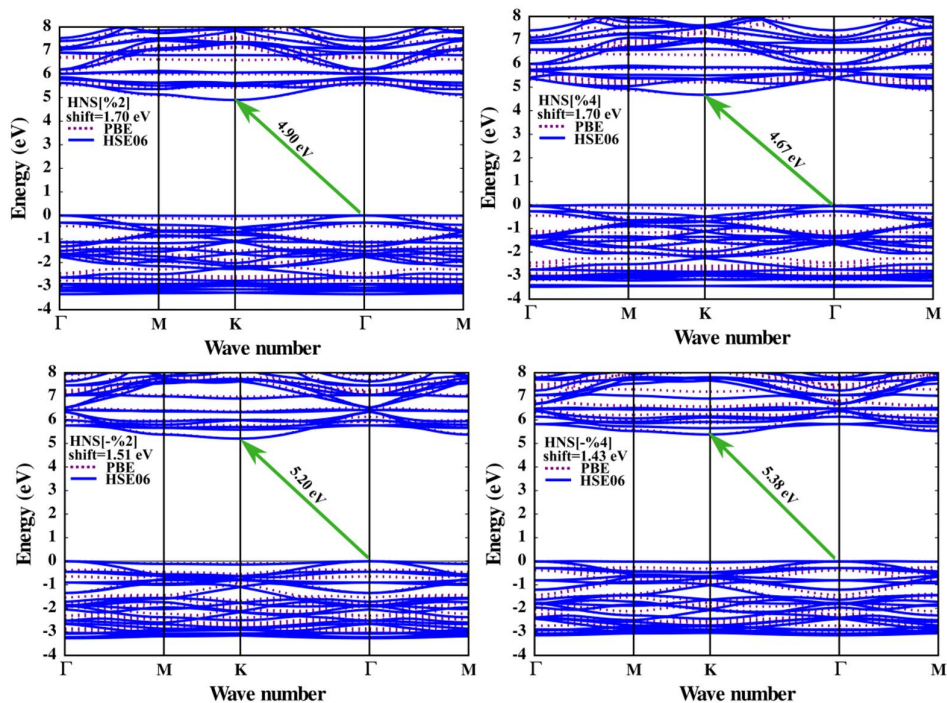 8
7
6
5
4
3
2
1
0
-1
-2
-3
-4
Energy (eV)
HNS[%2]
shift=1.70 eV
PBE
HSE06
4.90 eV
Γ M K Γ M
Wave number
8
7
6
5
4
3
2
1
0
-1
-2
-3
-4
Energy (eV)
HNS[%4]
shift=1.70 eV
PBE
HSE06
4.67 eV
Γ M K Γ M
Wave number
8
7
6
5
4
3
2
1
0
-1
-2
-3
-4
Energy (eV)
HNS[-%2]
shift=1.51 eV
PBE
HSE06
5.20 eV
Γ M K Γ M
Wave number
8
7
6
5
4
3
2
1
0
-1
-2
-3
-4
Energy (eV)
HNS[-%4]
shift=1.43 eV
PBE
HSE06
5.38 eV
Γ M K Γ M
Wave number